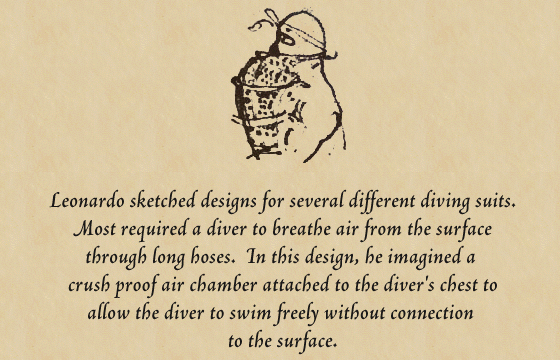 Leonardo sketched designs for several different diving suits.
Most required a diver to breathe air from the surface
through long hoses. In this design, he imagined a
crush proof air chamber attached to the diver's chest to
allow the diver to swim freely without connection
to the surface.